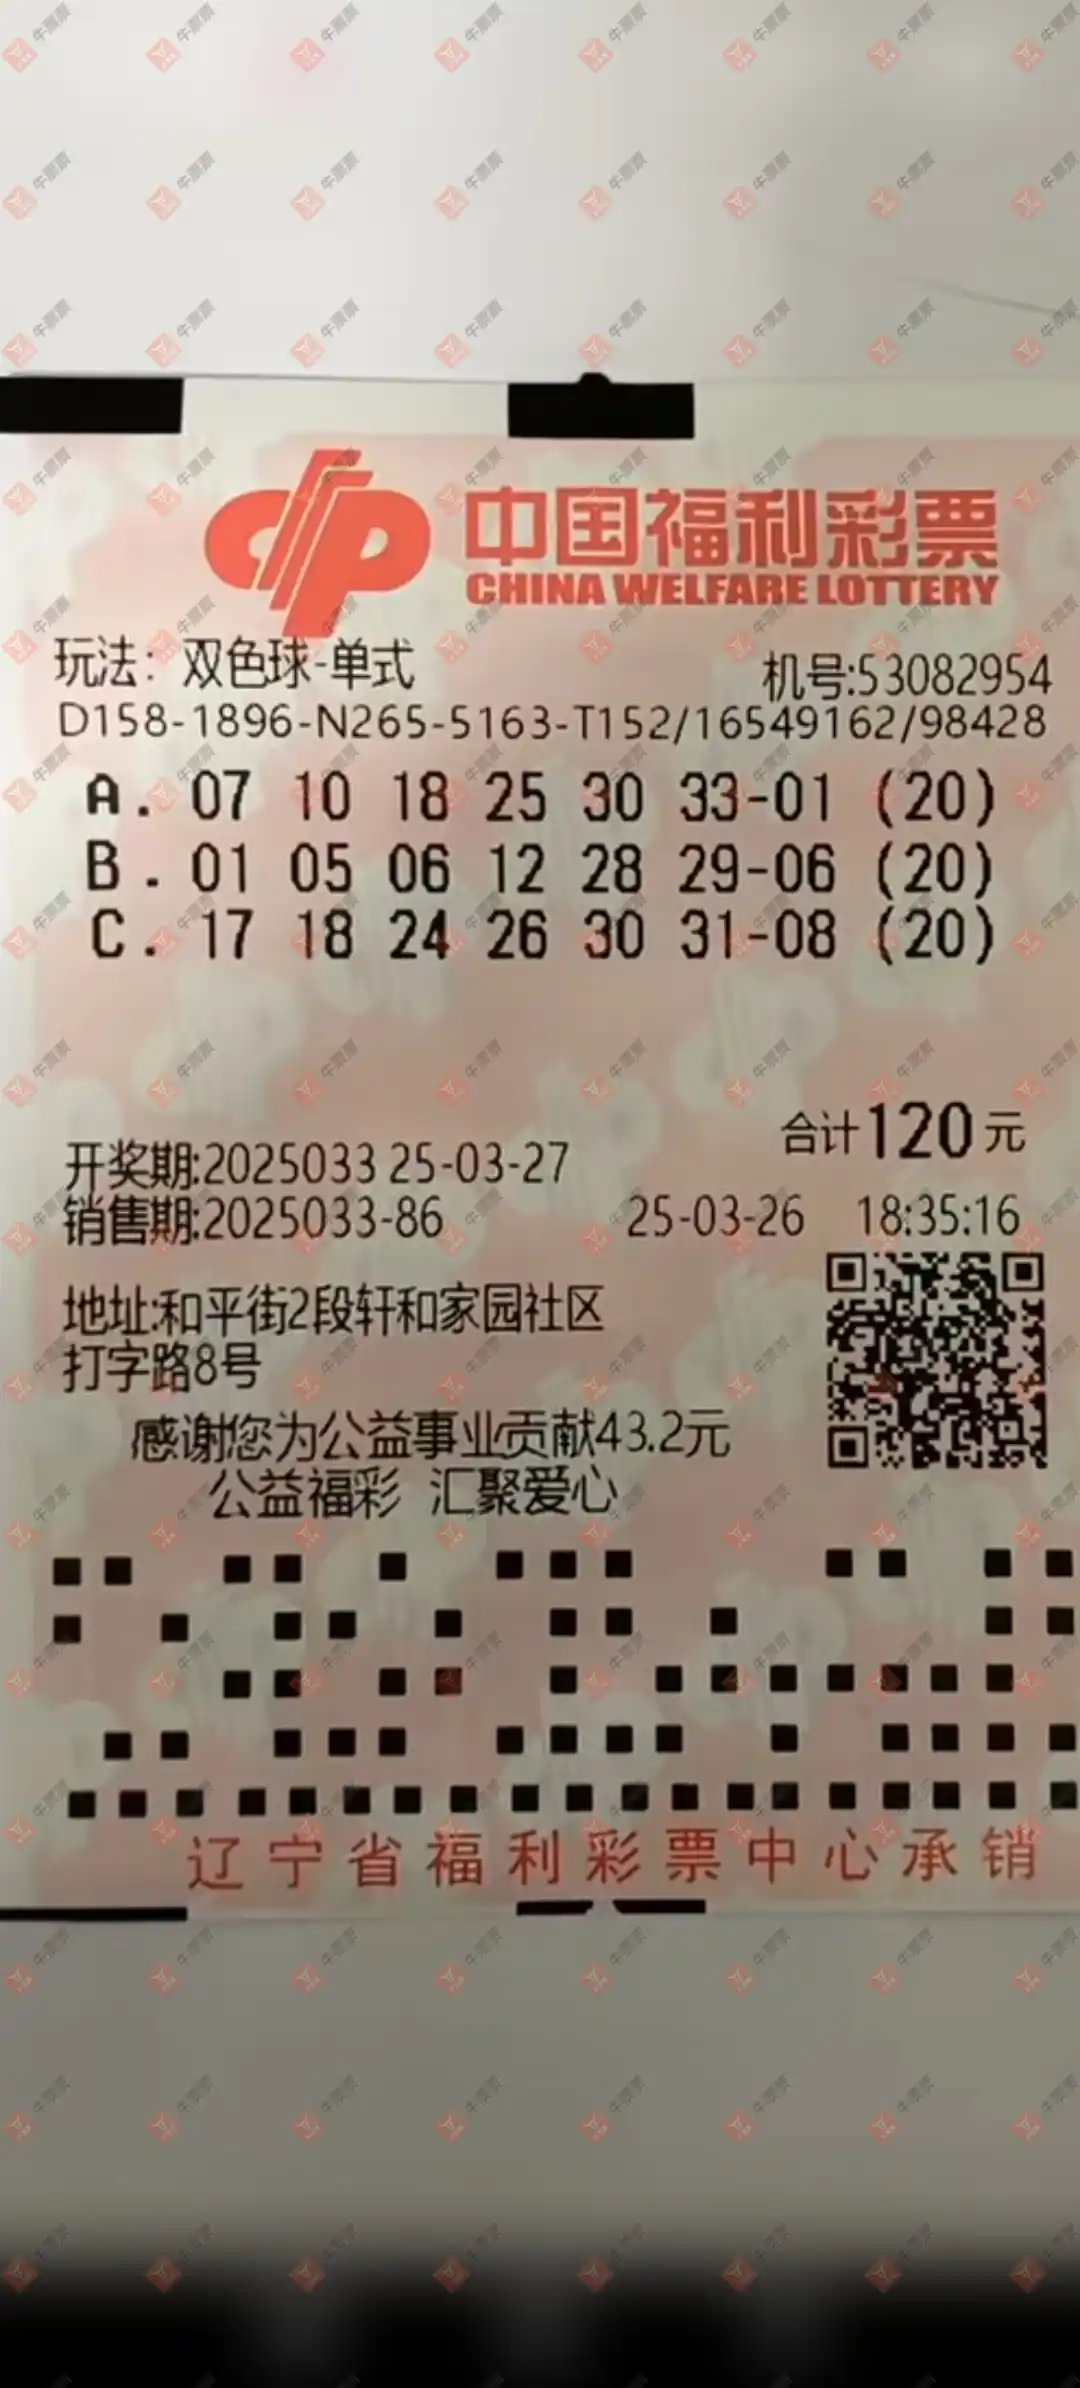 中国福利彩票
CHINA WELFARE LOTTERY
玩法：双色球-单式
机号:53082954
D158-1896-N265-5163-T152/16549162/98428
A. 07 10 18 25 30 33-01 (20)
B. 01 05 06 12 28 29-06 (20)
C. 17 18 24 26 30 31-08 (20)
合计120元
开奖期:2025033 25-03-27
销售期:2025033-86 25-03-26 18:35:16
地址:和平街2段轩和家园社区
打字路8号
感谢您为公益事业贡献43.2元
公益福彩 汇聚爱心
辽宁省福利彩票中心承销
牛票票